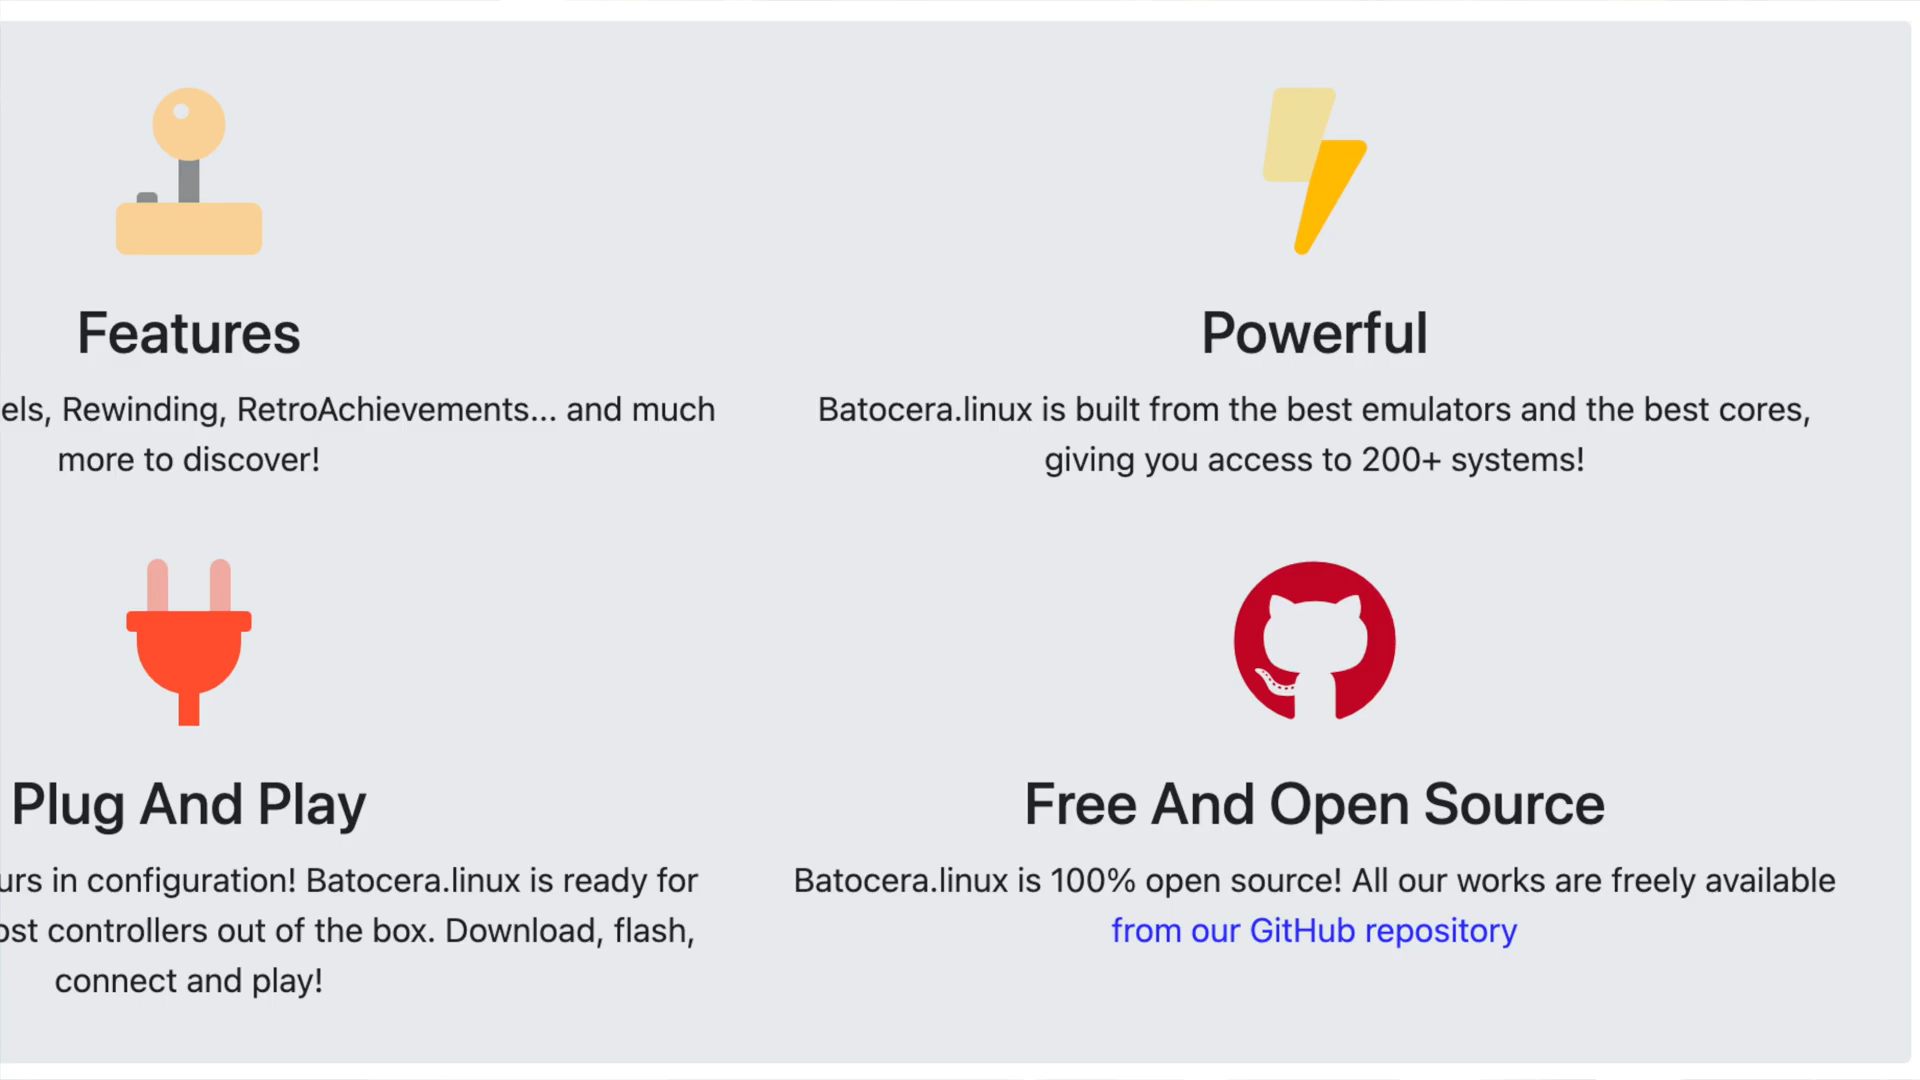 Features
els, Rewinding, RetroAchievements... and much
more to discover!
Powerful
Batocera.linux is built from the best emulators and the best cores,
giving you access to 200+ systems!
Plug And Play
urs in configuration! Batocera.linux is ready for
ost controllers out of the box. Download, flash,
connect and play!
Free And Open Source
Batocera.linux is 100% open source! All our works are freely available
from our GitHub repository